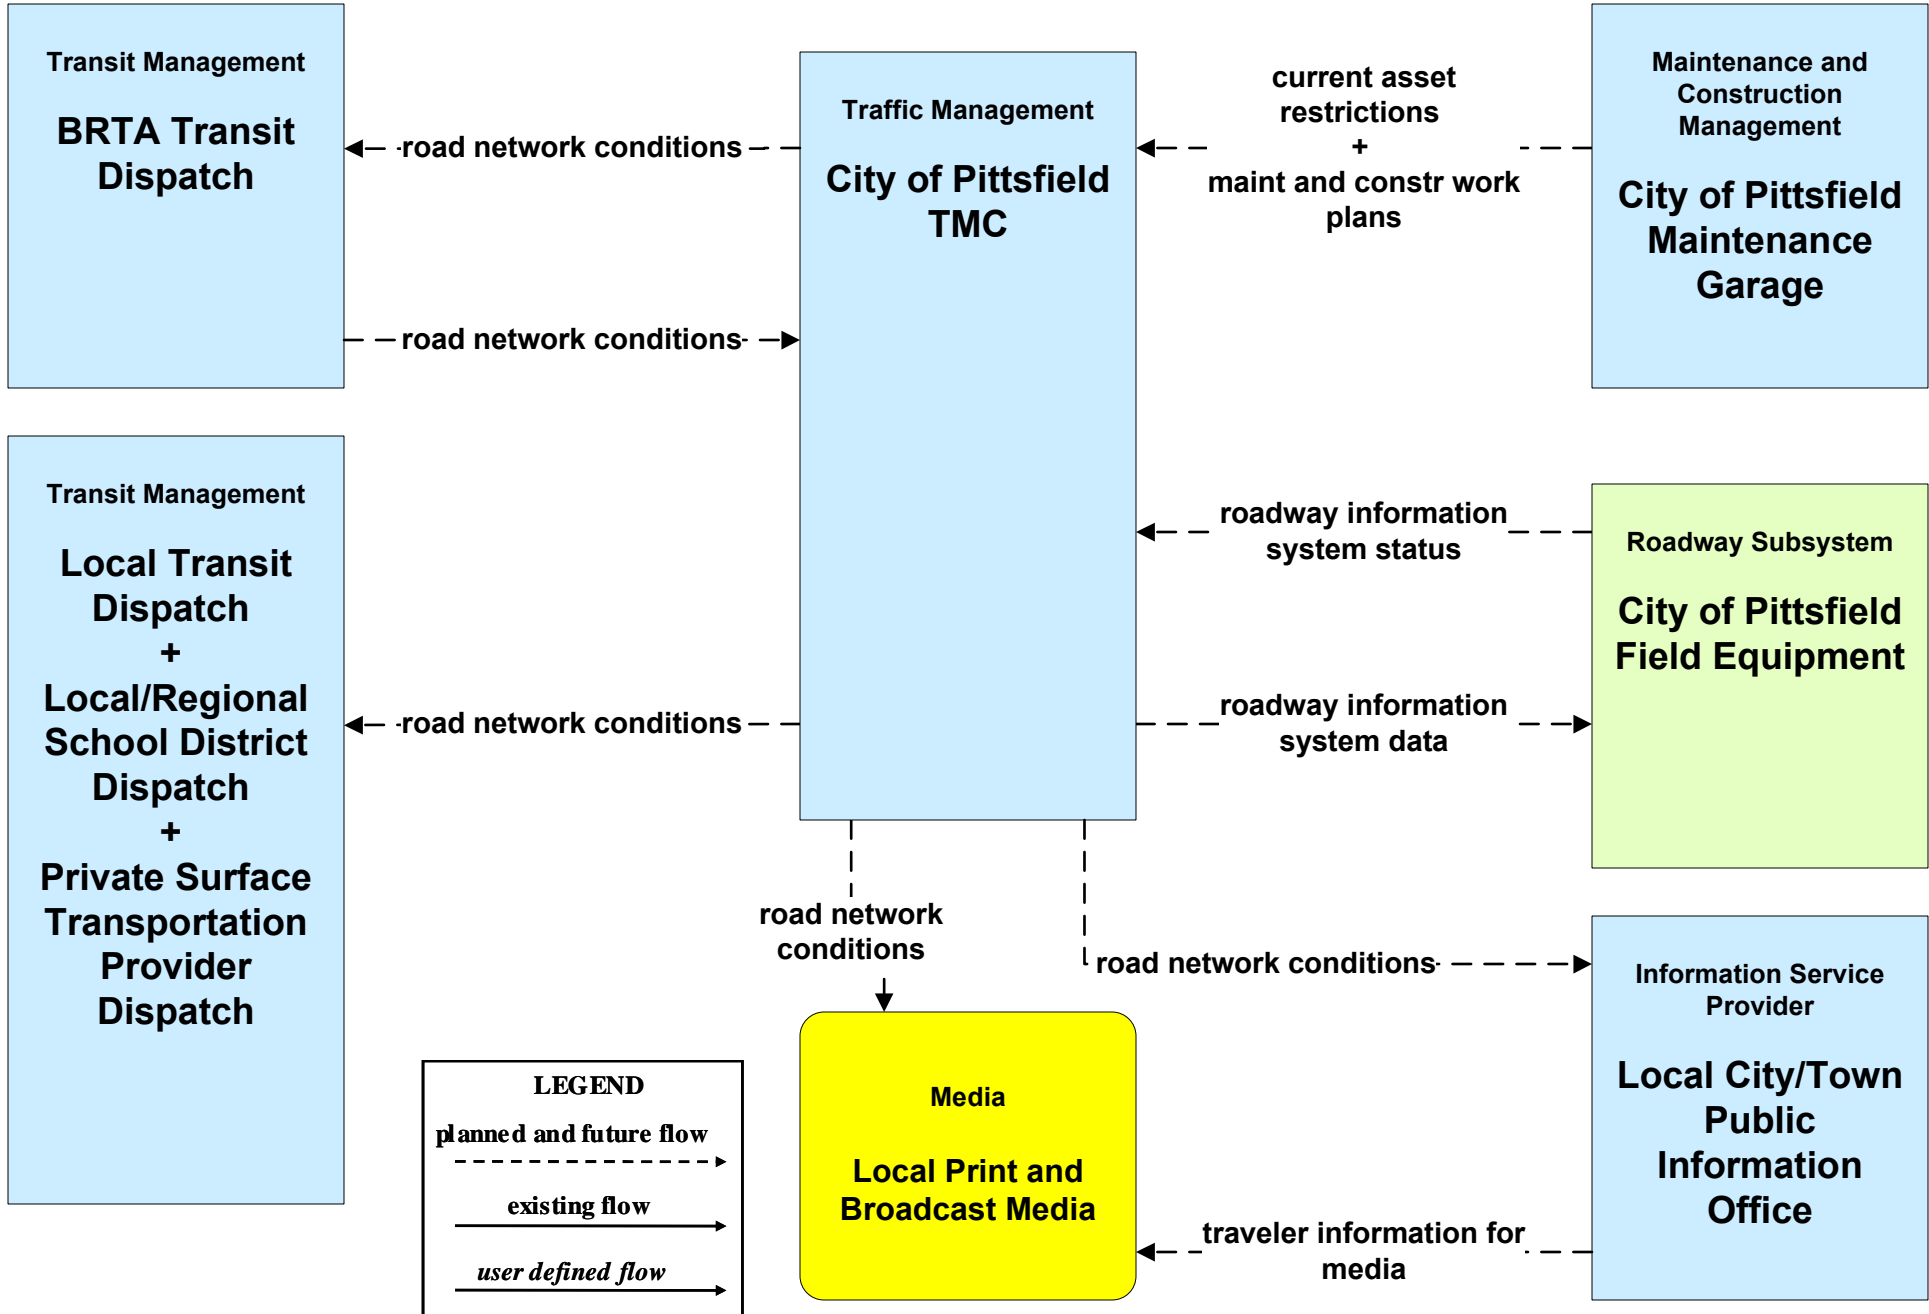 Transit Management
BRTA Transit
Dispatch
road network conditions
road network conditions
Traffic Management
City of Pittsfield
TMC
current asset
restrictions
+
maint and constr work
plans
Maintenance and
Construction
Management
City of Pittsfield
Maintenance
Garage
Transit Management
Local Transit
Dispatch
+
Local/Regional
School District
Dispatch
+
Private Surface
Transportation
Provider
Dispatch
road network conditions
roadway information
system status
roadway information
system data
Roadway Subsystem
City of Pittsfield
Field Equipment
road network
conditions
road network conditions
Information Service
Provider
Local City/Town
Public
Information
Office
LEGEND
planned and future flow
existing flow
user defined flow
Media
Local Print and
Broadcast Media
traveler information for
media